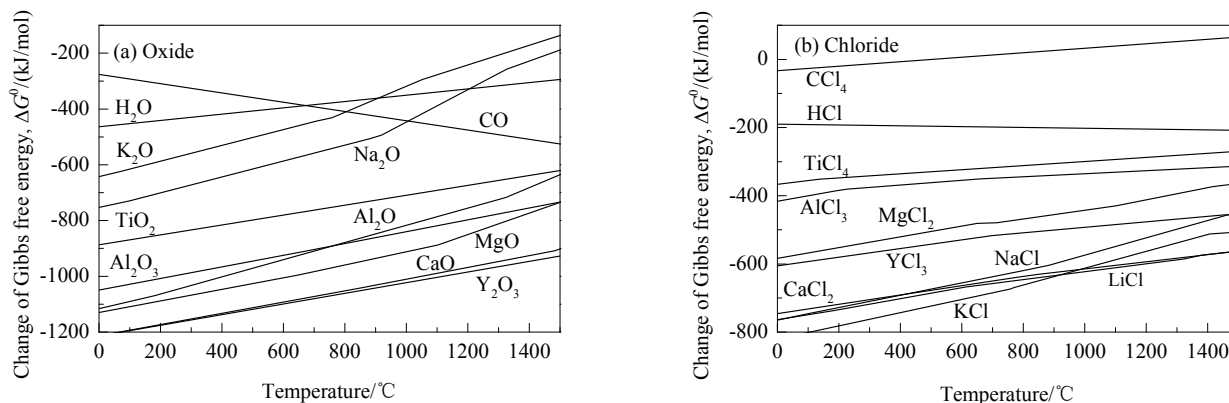 Change of Gibbs free energy, ΔG⁰/(kJ/mol)
-200
-400
-600
-800
-1000
-1200
(a) Oxide
H₂O
K₂O
CO
Na₂O
TiO₂
Al₂O
Al₂O₃
MgO
CaO
Y₂O₃
0 200 400 600 800 1000 1200 1400
Temperature/℃
Change of Gibbs free energy, ΔG⁰/(kJ/mol)
0
-200
-400
-600
-800
(b) Chloride
CCl₄
HCl
TiCl₄
AlCl₃
MgCl₂
YCl₃
NaCl
CaCl₂
LiCl
KCl
0 200 400 600 800 1000 1200 1400
Temperature/℃